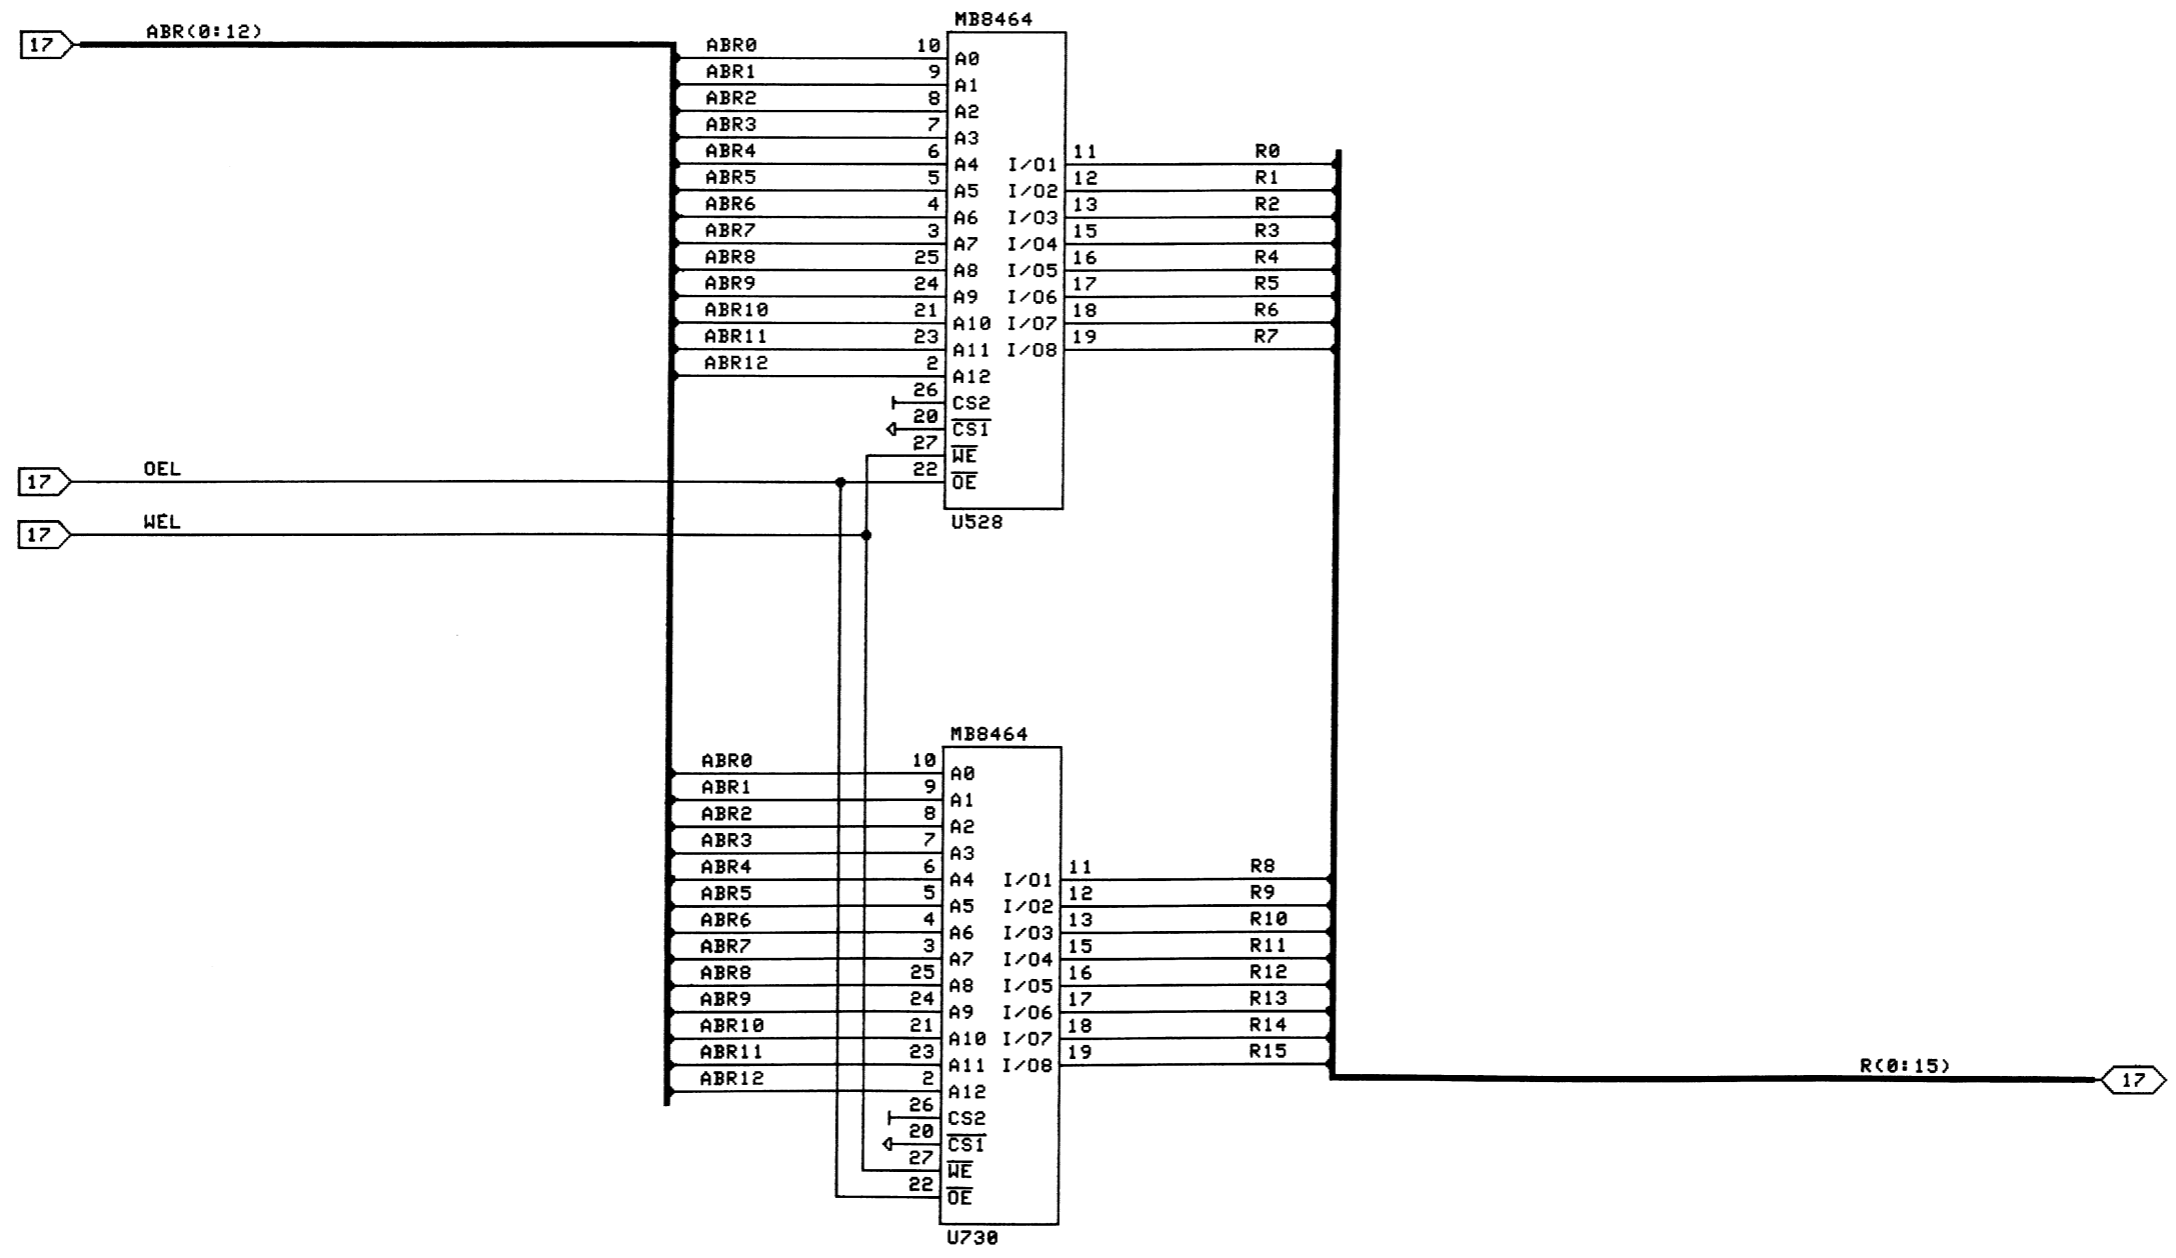 MB8464
17 ABR(0:12)
ABR0 10 A0
ABR1 9 A1
ABR2 8 A2
ABR3 7 A3
ABR4 6 A4 I/O1 11 R0
ABR5 5 A5 I/O2 12 R1
ABR6 4 A6 I/O3 13 R2
ABR7 3 A7 I/O4 15 R3
ABR8 25 A8 I/O5 16 R4
ABR9 24 A9 I/O6 17 R5
ABR10 21 A10 I/O7 18 R6
ABR11 23 A11 I/O8 19 R7
ABR12 2 A12
26 CS2
20 CS1
27 WE
17 OEL 22 OE
U528
17 WEL
MB8464
ABR0 10 A0
ABR1 9 A1
ABR2 8 A2
ABR3 7 A3
ABR4 6 A4 I/O1 11 R8
ABR5 5 A5 I/O2 12 R9
ABR6 4 A6 I/O3 13 R10
ABR7 3 A7 I/O4 15 R11
ABR8 25 A8 I/O5 16 R12
ABR9 24 A9 I/O6 17 R13
ABR10 21 A10 I/O7 18 R14
ABR11 23 A11 I/O8 19 R15
R(0:15) 17
ABR12 2 A12
26 CS2
20 CS1
27 WE
22 OE
U730